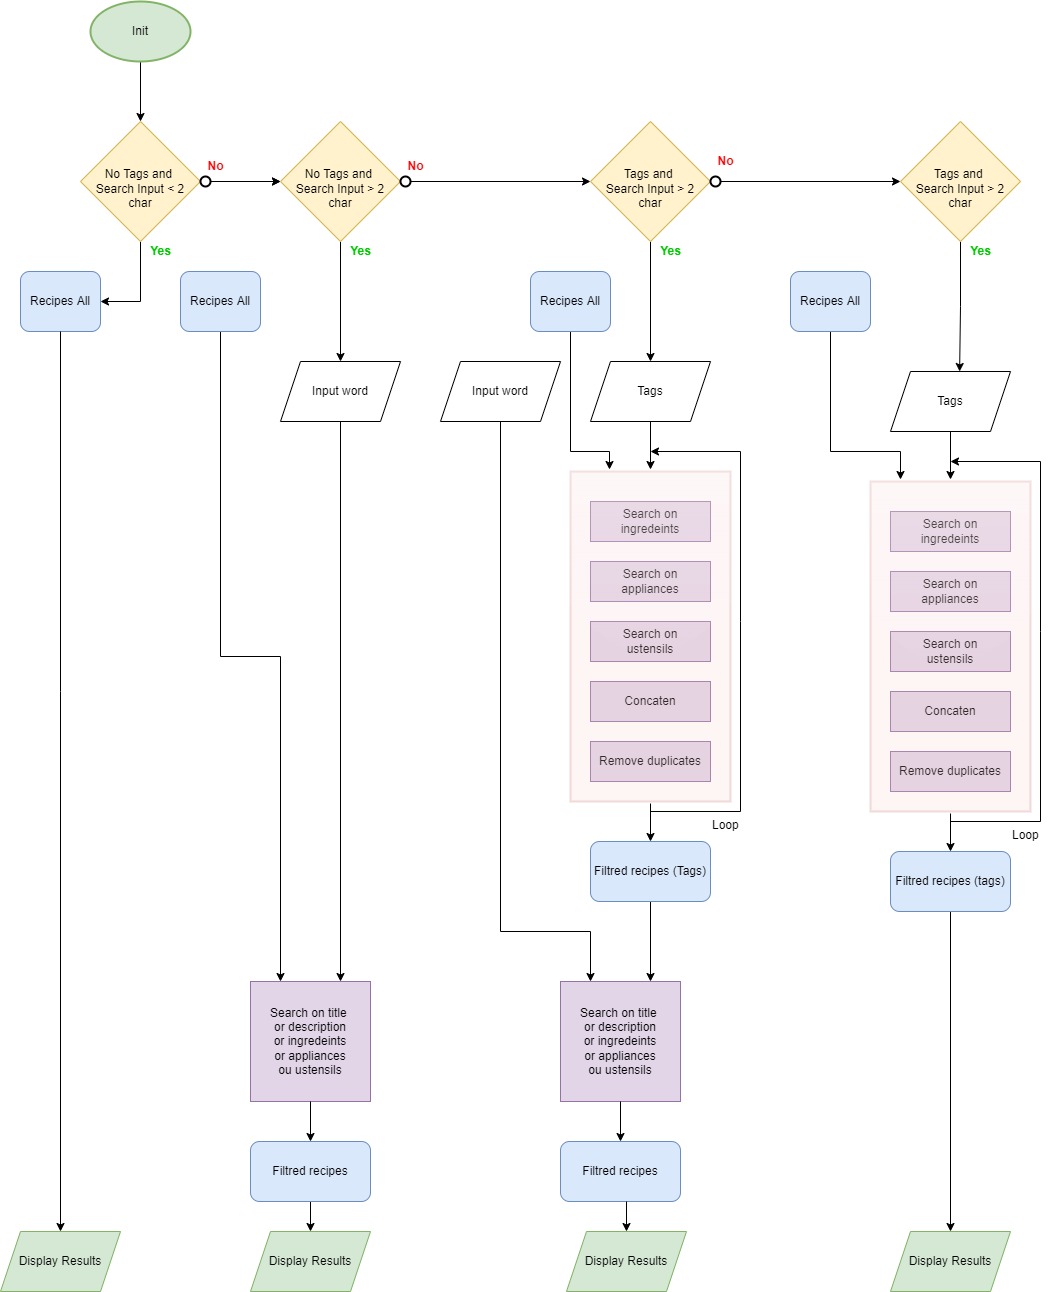 Init
No Tags and
Search Input < 2
char
No
No Tags and
Search Input > 2
char
No
Tags and
Search Input > 2
char
No
Tags and
Search Input > 2
char
Yes
Yes
Yes
Yes
Recipes All
Recipes All
Recipes All
Recipes All
Input word
Input word
Tags
Tags
Search on
ingredeints
Search on
appliances
Search on
ustensils
Concaten
Remove duplicates
Loop
Search on
ingredeints
Search on
appliances
Search on
ustensils
Concaten
Remove duplicates
Loop
Filtred recipes (Tags)
Filtred recipes (tags)
Search on title
or description
or ingredeints
or appliances
ou ustensils
Search on title
or description
or ingredeints
or appliances
ou ustensils
Filtred recipes
Filtred recipes
Display Results
Display Results
Display Results
Display Results